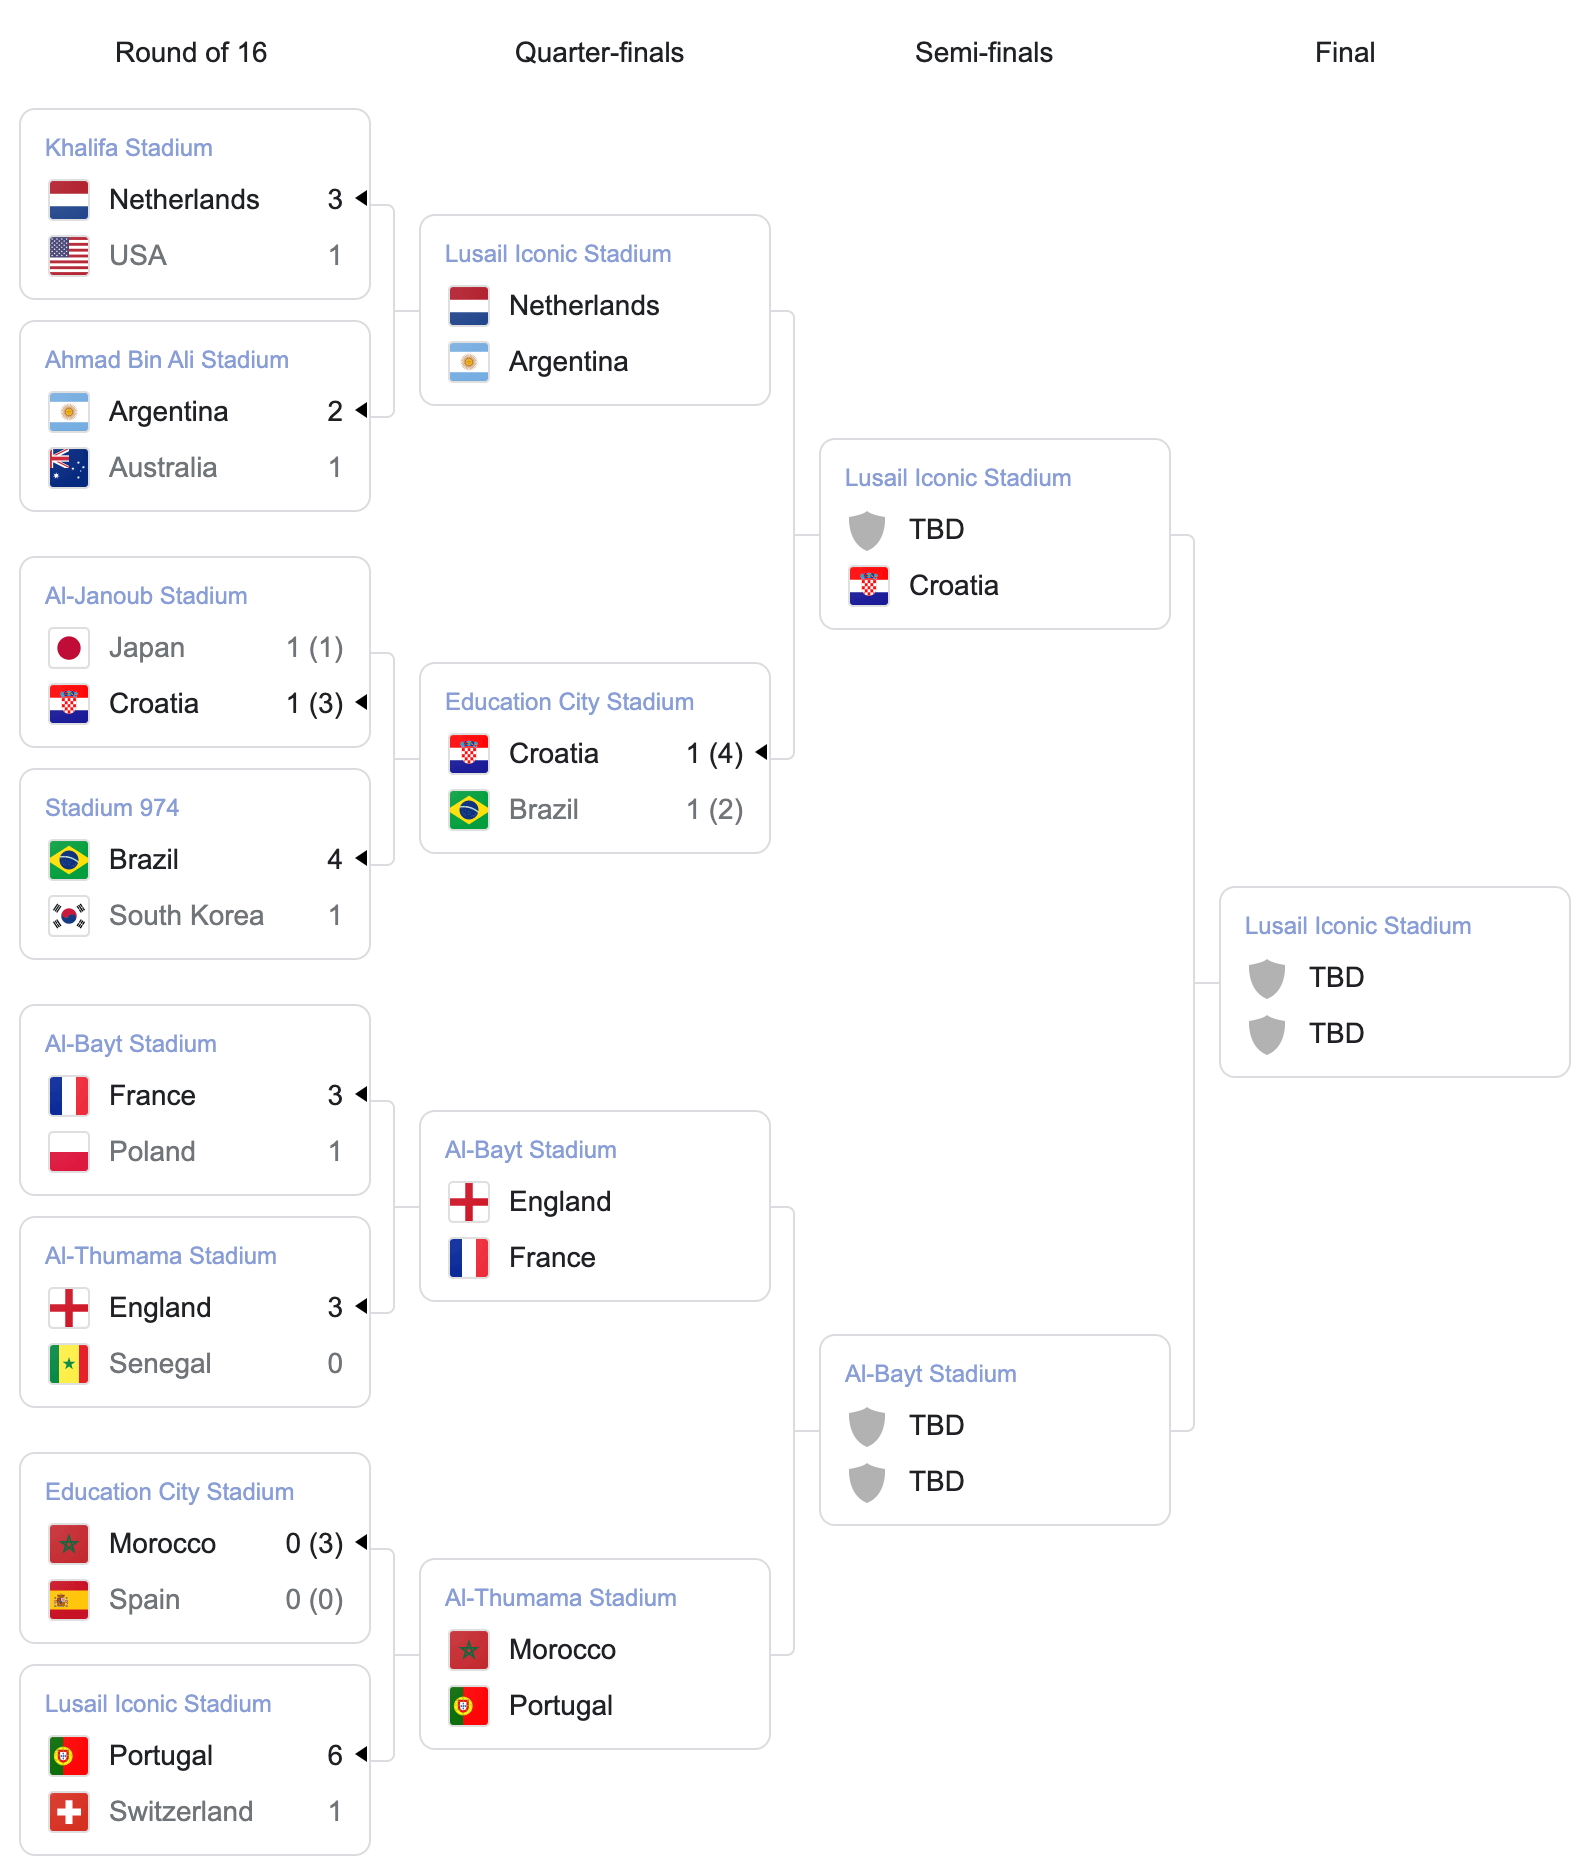 Round of 16
Quarter-finals
Semi-finals
Final
Khalifa Stadium
Netherlands 3
USA 1
Ahmad Bin Ali Stadium
Argentina 2
Australia 1
Al-Janoub Stadium
Japan 1 (1)
Croatia 1 (3)
Stadium 974
Brazil 4
South Korea 1
Al-Bayt Stadium
France 3
Poland 1
Al-Thumama Stadium
England 3
Senegal 0
Education City Stadium
Morocco 0 (3)
Spain 0 (0)
Lusail Iconic Stadium
Portugal 6
Switzerland 1
Lusail Iconic Stadium
Netherlands
Argentina
Education City Stadium
Croatia 1 (4)
Brazil 1 (2)
Al-Bayt Stadium
England
France
Al-Thumama Stadium
Morocco
Portugal
Lusail Iconic Stadium
TBD
Croatia
Al-Bayt Stadium
TBD
TBD
Lusail Iconic Stadium
TBD
TBD